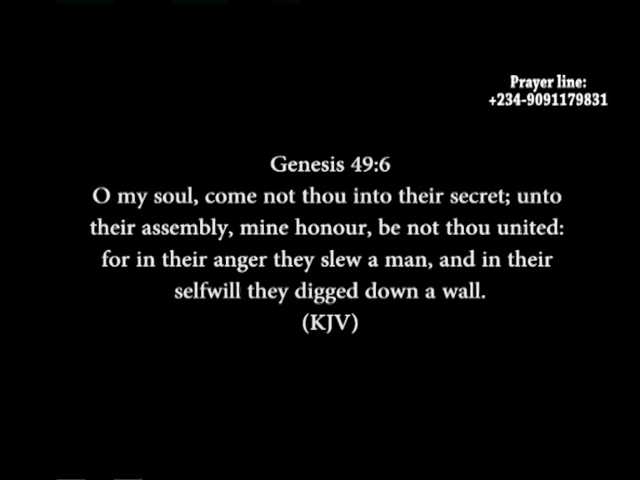 Prayer line:
+234-9091179831
Genesis 49:6
O my soul, come not thou into their secret; unto
their assembly, mine honour, be not thou united:
for in their anger they slew a man, and in their
selfwill they digged down a wall.
(KJV)